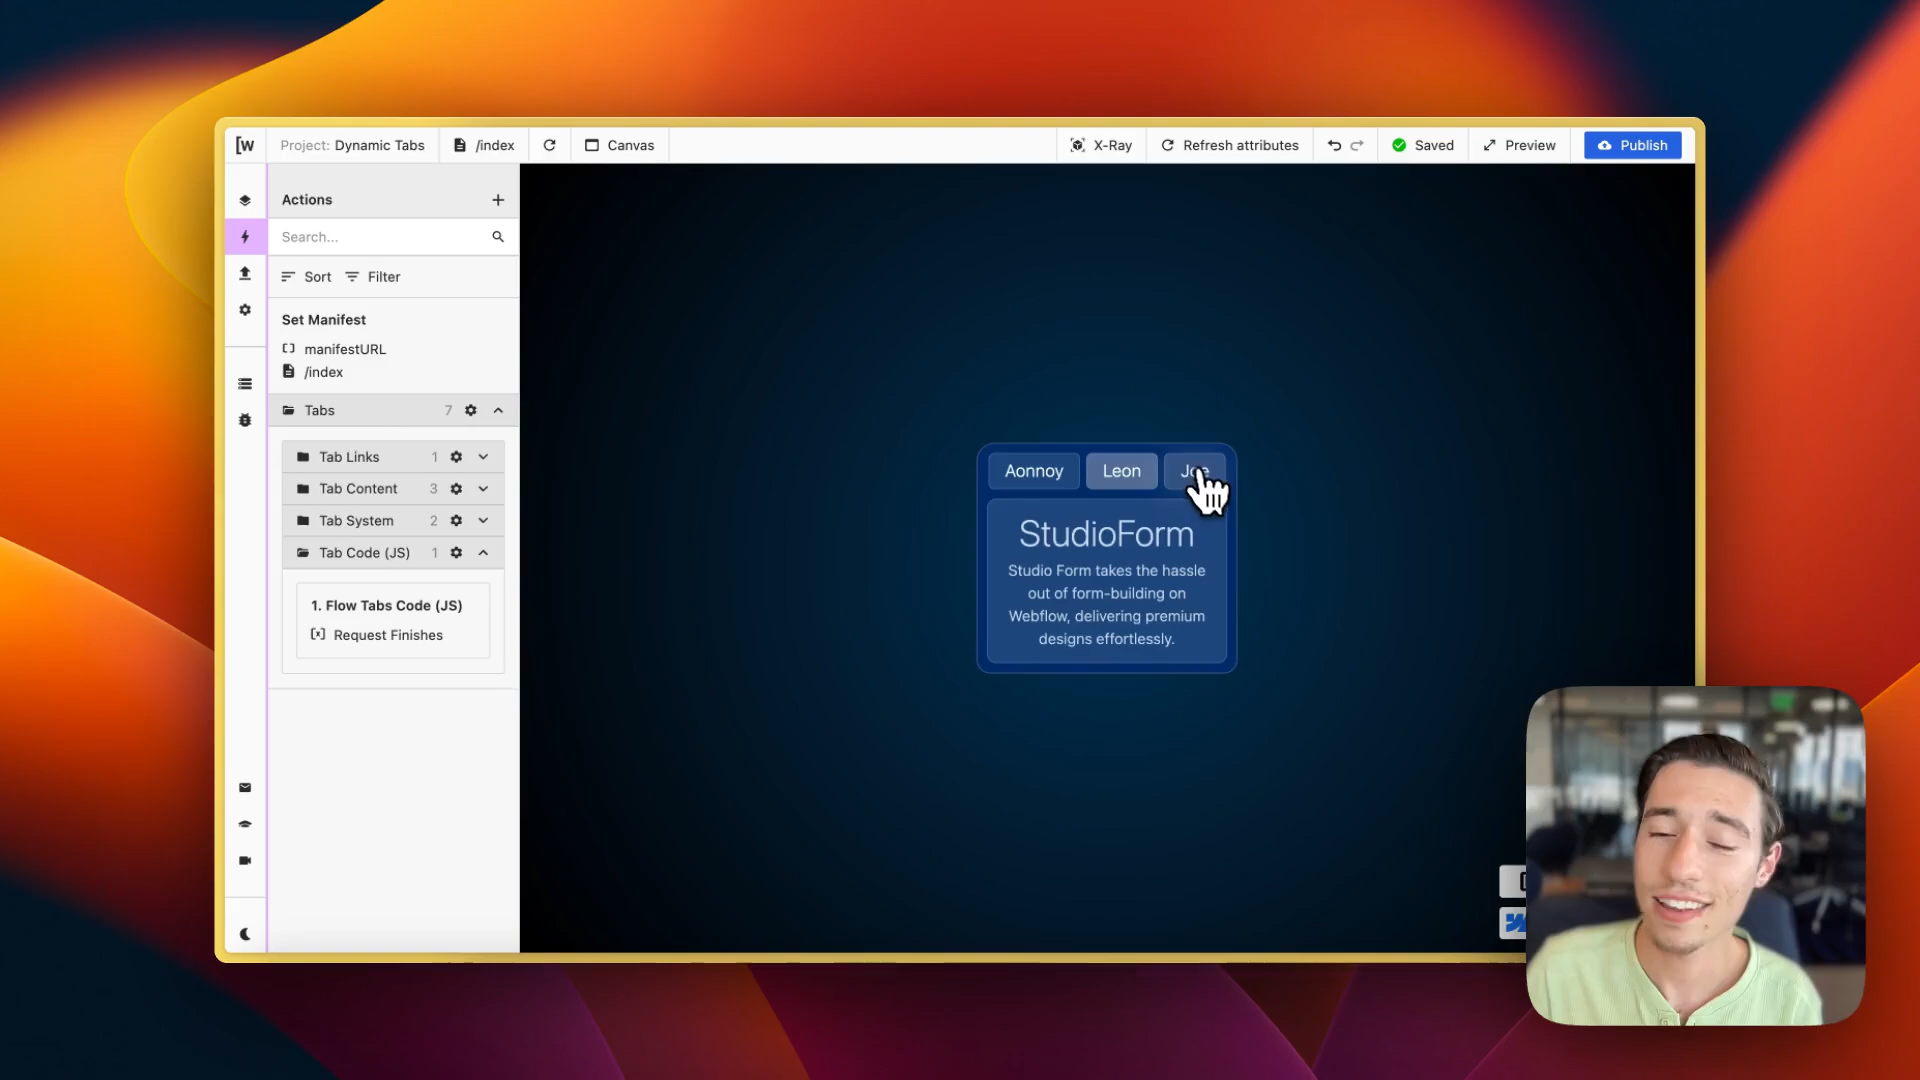 [W
Project: Dynamic Tabs
/index
Canvas
X-Ray
Refresh attributes
Saved
Preview
Publish
Actions
Search...
Sort
Filter
Set Manifest
manifestURL
/index
Tabs 7
Tab Links 1
Tab Content 3
Tab System 2
Tab Code (JS) 1
1. Flow Tabs Code (JS)
Request Finishes
Aonnoy
Leon
Joe
StudioForm
Studio Form takes the hassle
out of form-building on
Webflow, delivering premium
designs effortlessly.